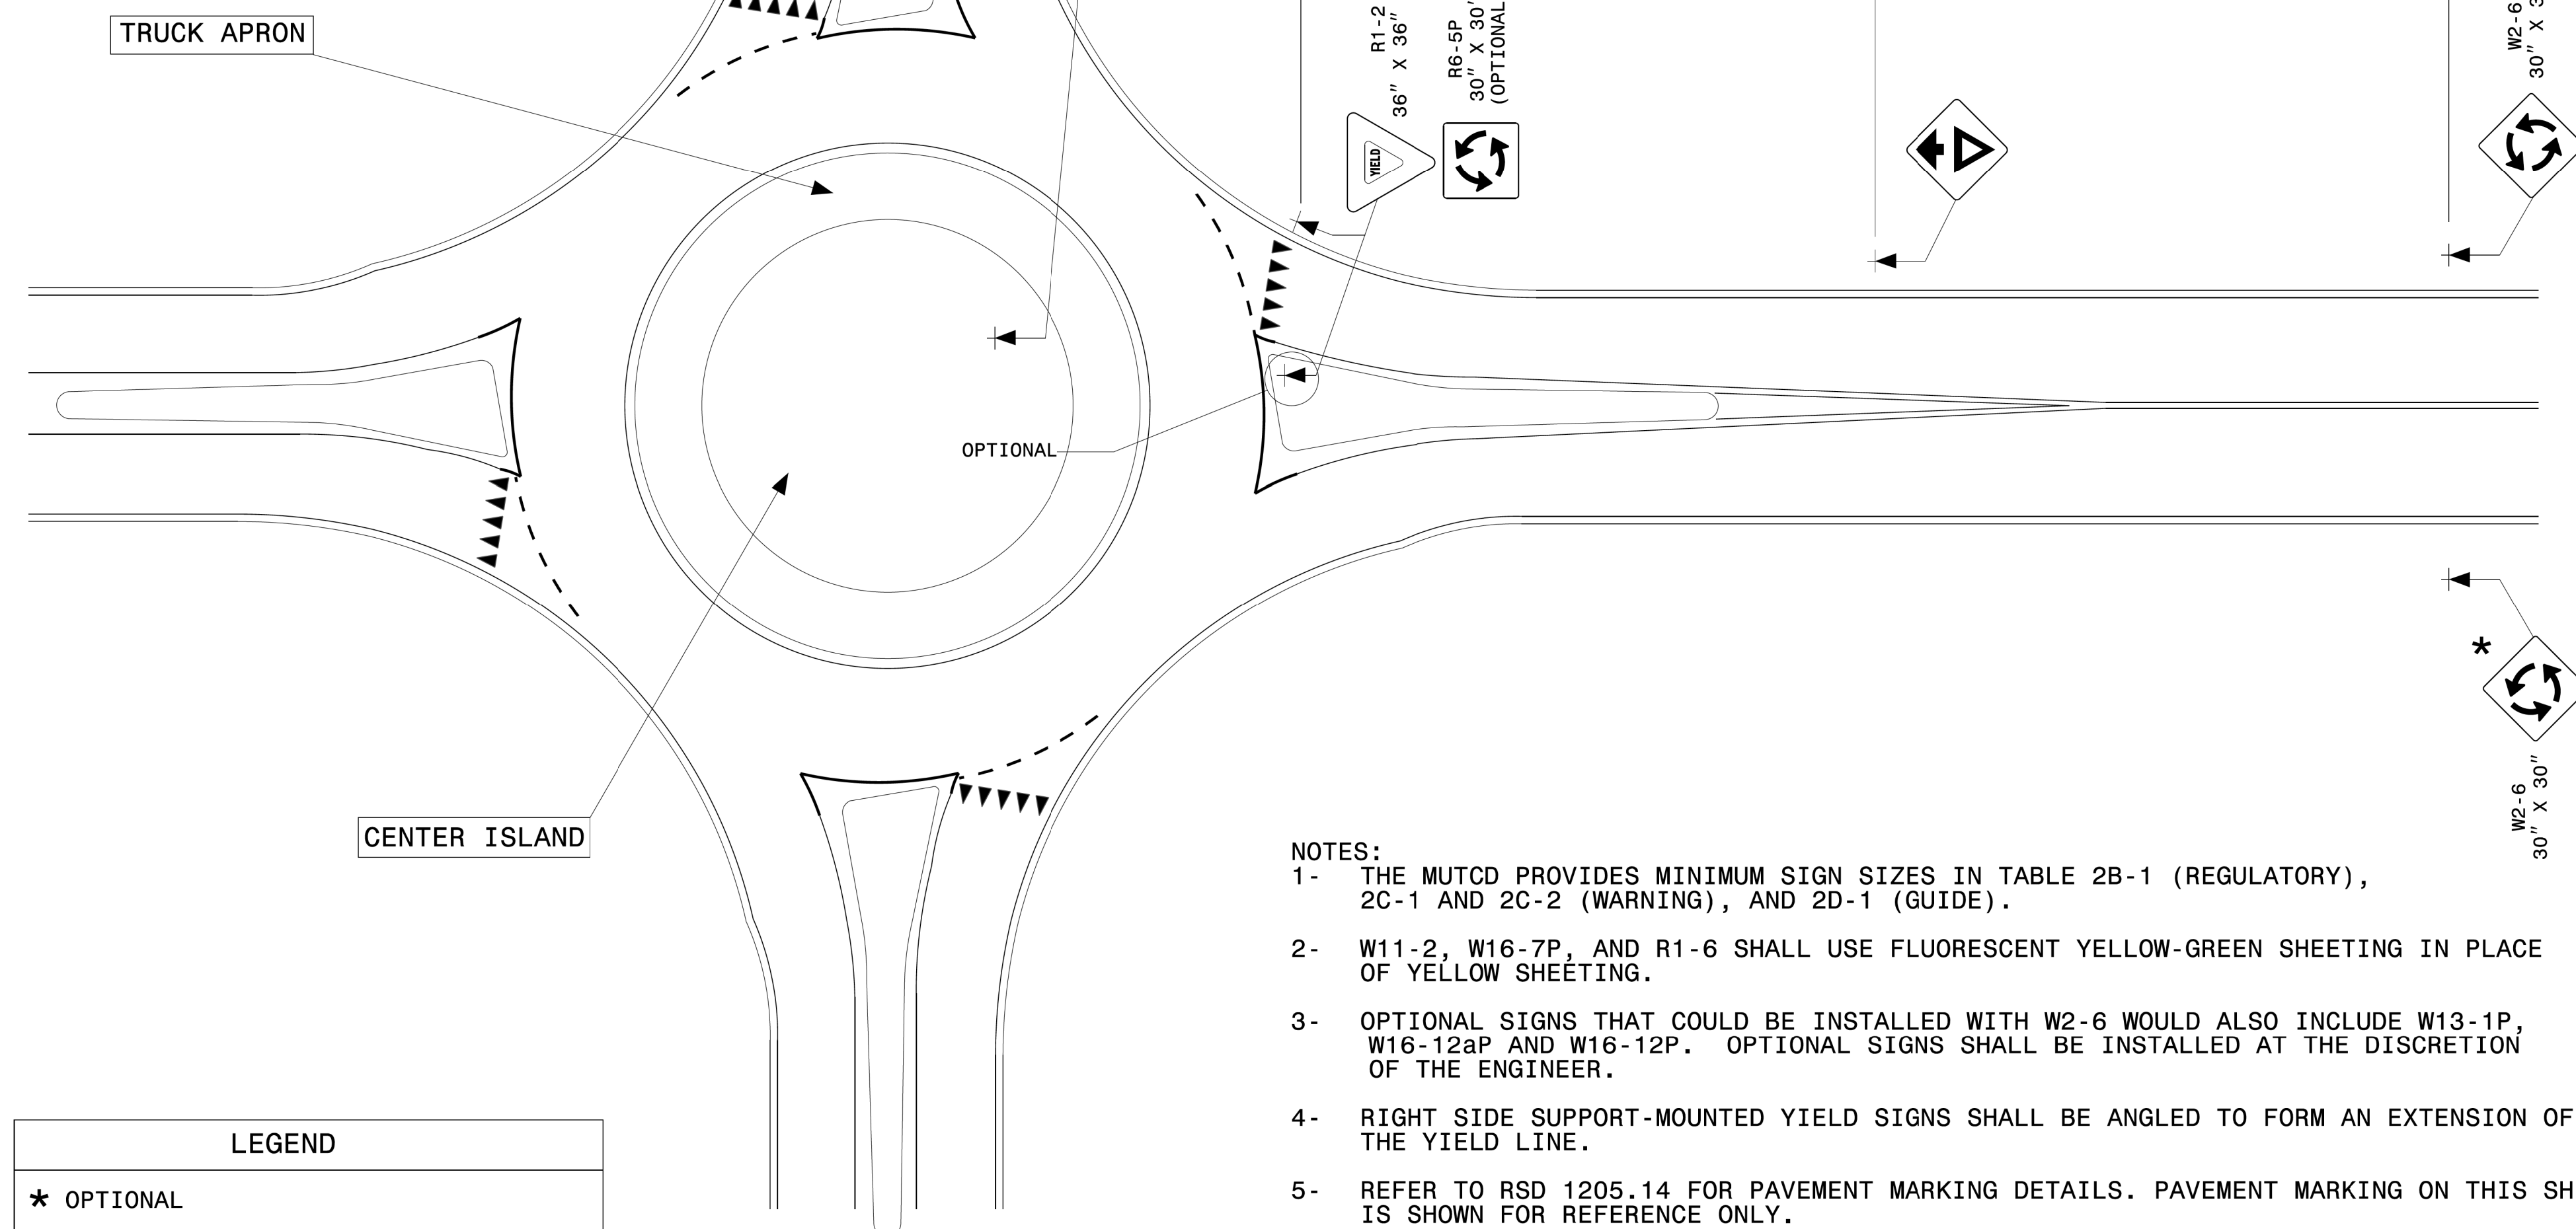 TRUCK APRON
R1-2
36" X 36"
R6-5P
30" X 30"
(OPTIONAL
W2-6
30" X
YIELD
OPTIONAL
CENTER ISLAND
*
W2-6
30" X 30"
NOTES:
1- THE MUTCD PROVIDES MINIMUM SIGN SIZES IN TABLE 2B-1 (REGULATORY),
2C-1 AND 2C-2 (WARNING), AND 2D-1 (GUIDE).
2- W11-2, W16-7P, AND R1-6 SHALL USE FLUORESCENT YELLOW-GREEN SHEETING IN PLACE
OF YELLOW SHEETING.
3- OPTIONAL SIGNS THAT COULD BE INSTALLED WITH W2-6 WOULD ALSO INCLUDE W13-1P,
W16-12aP AND W16-12P. OPTIONAL SIGNS SHALL BE INSTALLED AT THE DISCRETION
OF THE ENGINEER.
4- RIGHT SIDE SUPPORT-MOUNTED YIELD SIGNS SHALL BE ANGLED TO FORM AN EXTENSION OF
THE YIELD LINE.
5- REFER TO RSD 1205.14 FOR PAVEMENT MARKING DETAILS. PAVEMENT MARKING ON THIS SH
IS SHOWN FOR REFERENCE ONLY.
LEGEND
* OPTIONAL